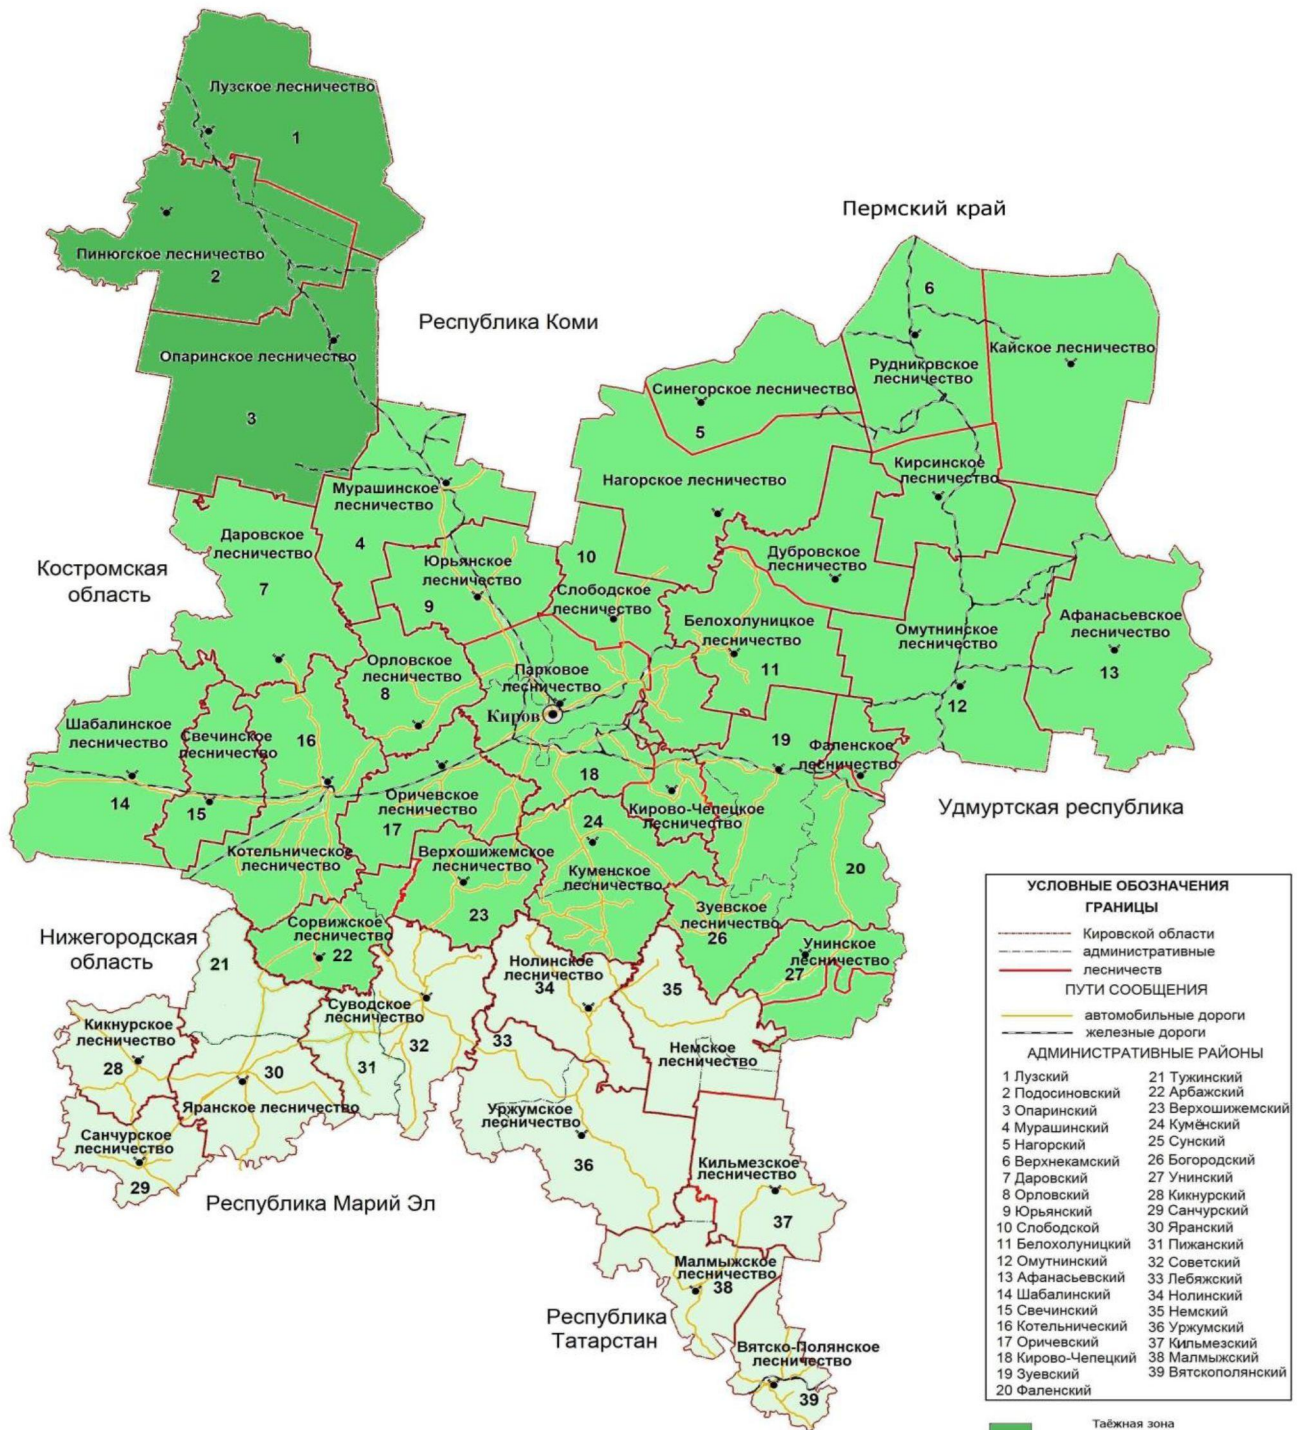 Лузское лесничество
1
Пермский край
Пинюгское лесничество
2
6
Республика Коми
Опаринское лесничество
3
Рудниковское
лесничество
Кайское лесничество
Синегорское лесничество
5
Кирсинское
лесничество
Нагорское лесничество
Мурашинское
лесничество
4
Даровское
лесничество
7
Костромская
область
Юрьянское
лесничество
9
10
Слободское
лесничество
Дубровское
лесничество
Белохолуницкое
лесничество
11
Омутнинское
лесничество
12
Афанасьевское
лесничество
13
Орловское
лесничество
8
Парковое
лесничество
Киров
Шабалинское
лесничество
14
Свечинское
лесничество
15
16
19
Фаленское
лесничество
18
Кирово-Чепецкое
лесничество
Оричевское
лесничество
17
24
Удмуртская республика
Котельническое
лесничество
Верхошижемское
лесничество
23
Куменское
лесничество
20
Зуевское
лесничество
26
Сорвижское
лесничество
22
Унинское
лесничество
27
Нижегородская
область
21
Нолинское
лесничество
34
35
Суводское
лесничество
31
32
33
Немское
лесничество
Кикнурское
лесничество
28
30
Яранское лесничество
Уржумское
лесничество
36
Санчурское
лесничество
29
Кильмезское
лесничество
37
Республика Марий Эл
Малмыжское
лесничество
38
Республика
Татарстан
Вятско-Полянское
лесничество
39
УСЛОВНЫЕ ОБОЗНАЧЕНИЯ
ГРАНИЦЫ
Кировской области
административные
лесничеств
ПУТИ СООБЩЕНИЯ
автомобильные дороги
железные дороги
АДМИНИСТРАТИВНЫЕ РАЙОНЫ
1 Лузский
2 Подосиновский
3 Опаринский
4 Мурашинский
5 Нагорский
6 Верхнекамский
7 Даровский
8 Орловский
9 Юрьянский
10 Слободской
11 Белохолуницкий
12 Омутнинский
13 Афанасьевский
14 Шабалинский
15 Свечинский
16 Котельнический
17 Оричевский
18 Кирово-Чепецкий
19 Зуевский
20 Фаленский
21 Тужинский
22 Арбажский
23 Верхошижемский
24 Кумёнский
25 Сунский
26 Богородский
27 Унинский
28 Кикнурский
29 Санчурский
30 Яранский
31 Пижанский
32 Советский
33 Лебяжский
34 Нолинский
35 Немский
36 Уржумский
37 Кильмезский
38 Малмыжский
39 Вятскополянский
Таёжная зона